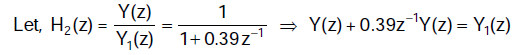 Let, H₂(z) = Y(z)/Y₁(z) = 1/(1+0.39z⁻¹) ⇒ Y(z)+0.39z⁻¹Y(z) = Y₁(z)